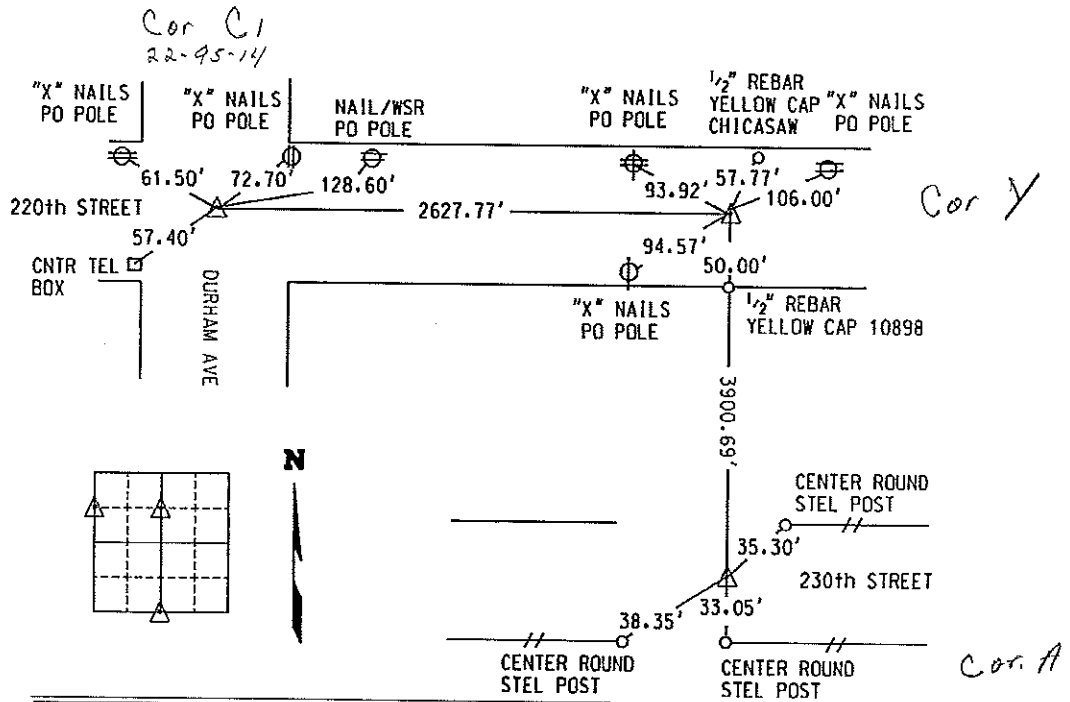 Cor C1
22-95-14
"X" NAILS
PO POLE
"X" NAILS
PO POLE
NAIL/WSR
PO POLE
"X" NAILS
PO POLE
1/2" REBAR
YELLOW CAP
CHICASAW
"X" NAILS
PO POLE
61.50'
72.70'
128.60'
93.92'
57.77'
106.00'
Cor Y
220th STREET
2627.77'
57.40'
94.57'
50.00'
CNTR TEL
BOX
DURHAM AVE
"X" NAILS
PO POLE
1/2" REBAR
YELLOW CAP 10898
3900.69'
N
CENTER ROUND
STEL POST
35.30'
230th STREET
38.35'
33.05'
CENTER ROUND
STEL POST
CENTER ROUND
STEL POST
Cor. A